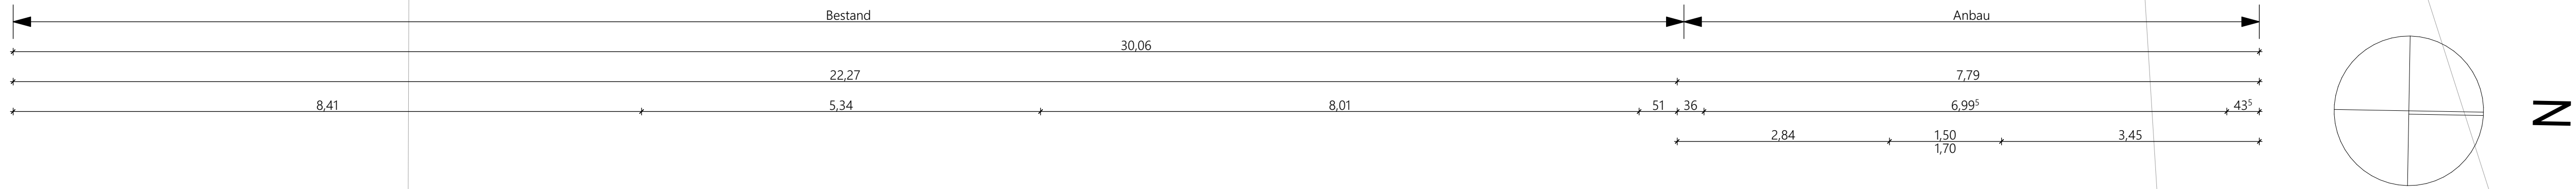 Bestand Anbau
30,06
22,27 7,79
8,41 5,34 8,01 51 36 6,99⁵ 43⁵
2,84 1,50 3,45
1,70
N